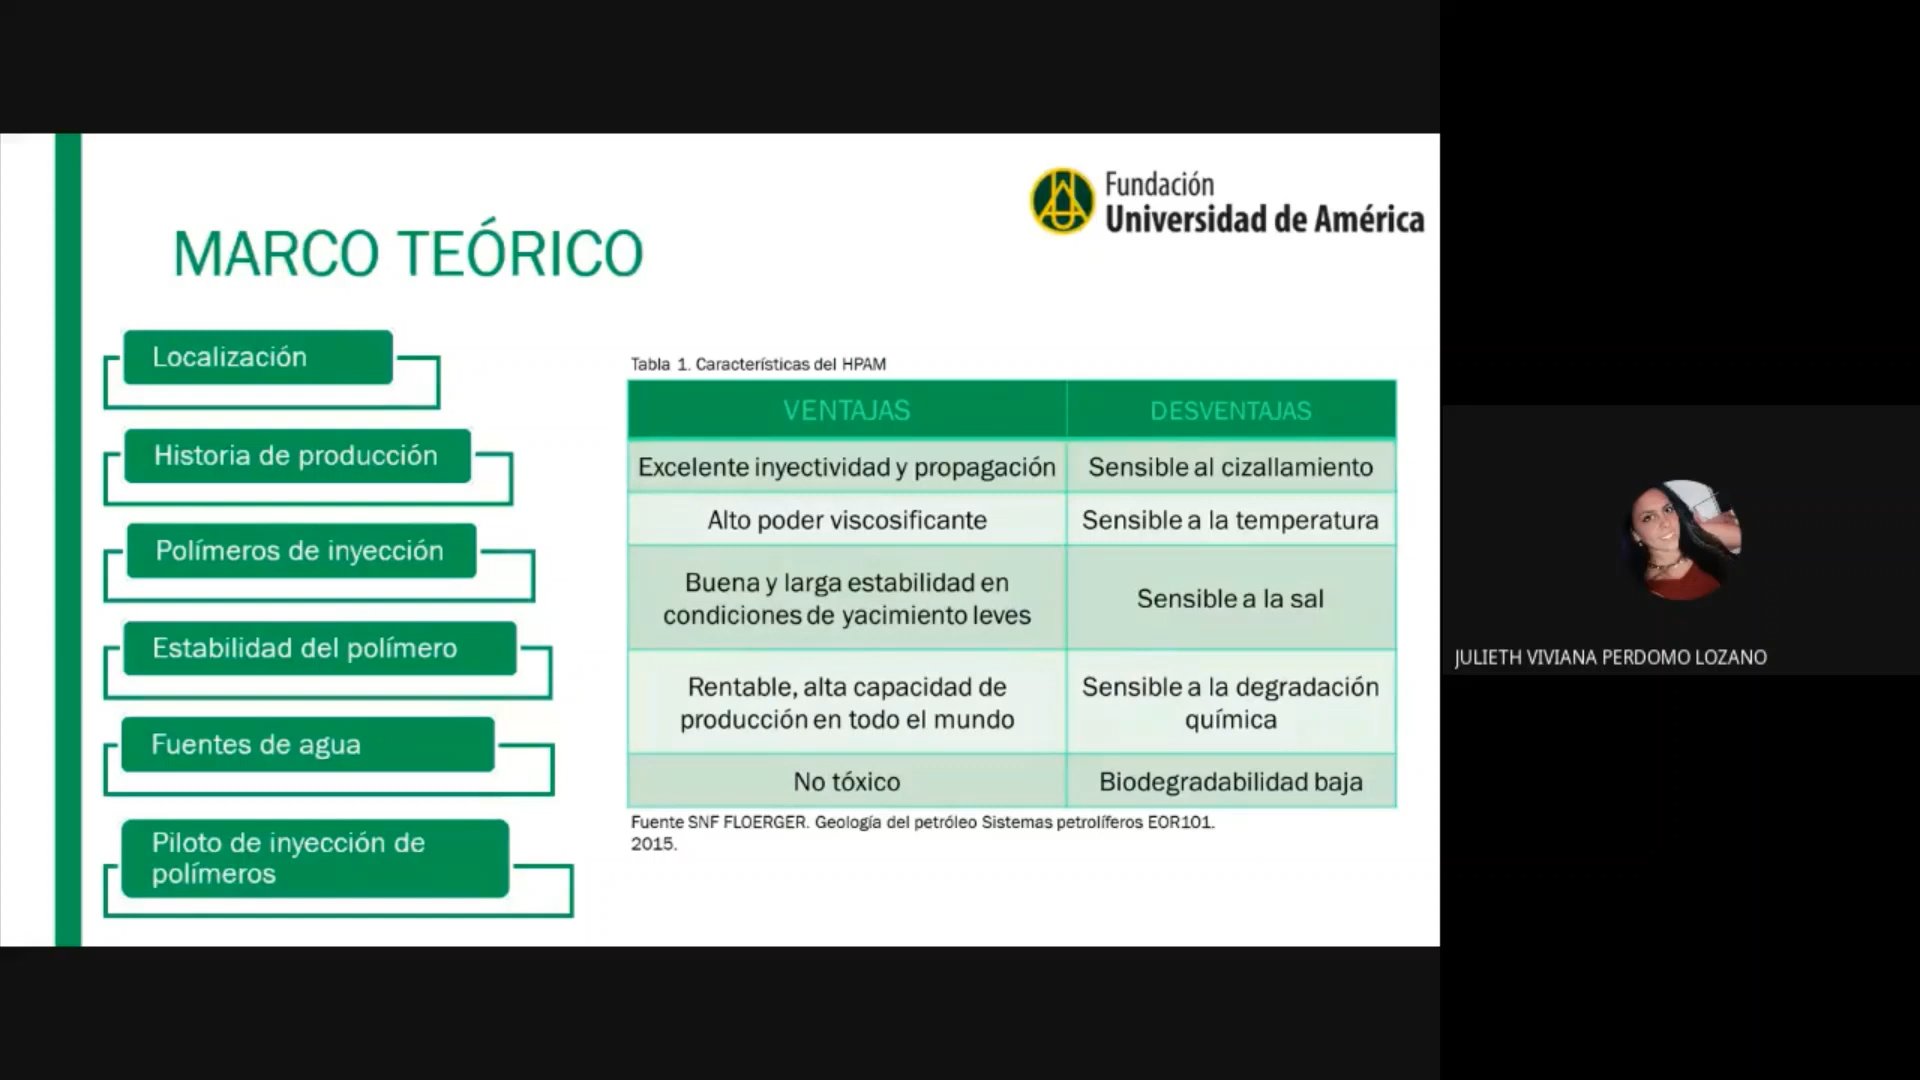 Fundación
Universidad de América
MARCO TEÓRICO
Localización
Historia de producción
Polímeros de inyección
Estabilidad del polímero
Fuentes de agua
Piloto de inyección de
polímeros
Tabla 1. Características del HPAM
VENTAJAS
DESVENTAJAS
Excelente inyectividad y propagación
Sensible al cizallamiento
Alto poder viscosificante
Sensible a la temperatura
Buena y larga estabilidad en
condiciones de yacimiento leves
Sensible a la sal
Rentable, alta capacidad de
producción en todo el mundo
Sensible a la degradación
química
No tóxico
Biodegradabilidad baja
Fuente SNF FLOERGER. Geología del petróleo Sistemas petrolíferos EOR101.
2015.
JULIETH VIVIANA PERDOMO LOZANO